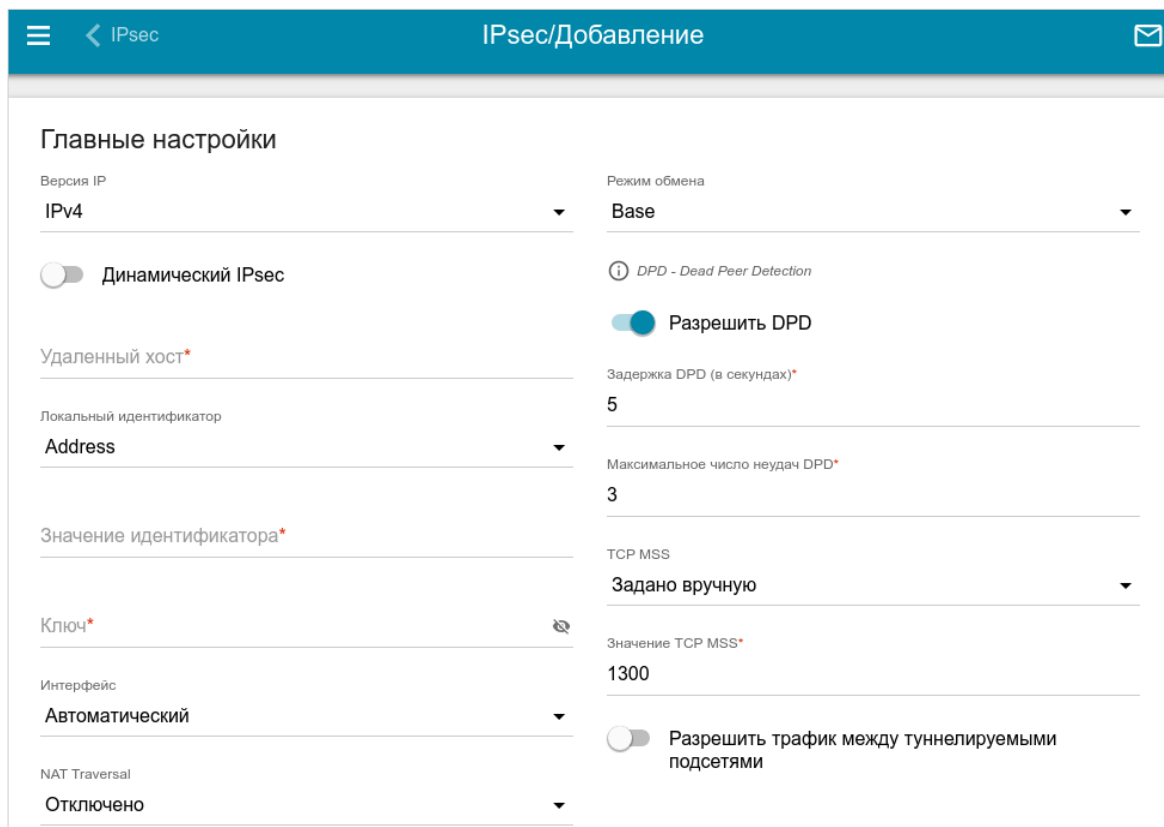 IPsec
IPsec/Добавление
Главные настройки
Версия IP
IPv4
Динамический IPsec
Удаленный хост*
Локальный идентификатор
Address
Значение идентификатора*
Ключ*
Интерфейс
Автоматический
NAT Traversal
Отключено
Режим обмена
Base
DPD - Dead Peer Detection
Разрешить DPD
Задержка DPD (в секундах)*
5
Максимальное число неудач DPD*
3
TCP MSS
Задано вручную
Значение TCP MSS*
1300
Разрешить трафик между туннелируемыми
подсетями